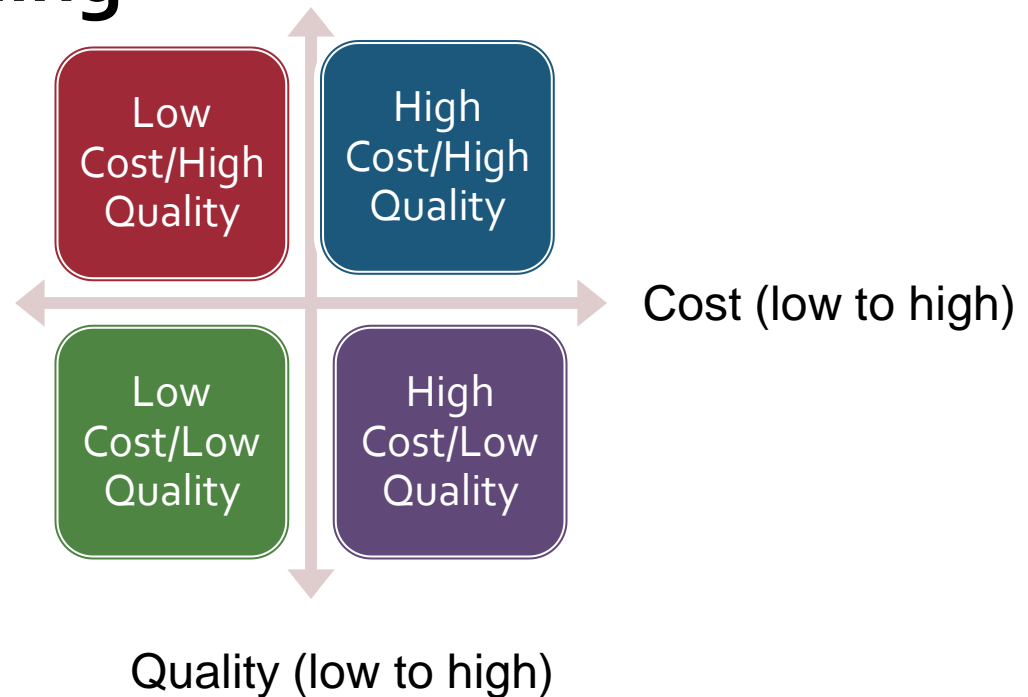 Low
Cost/High
Quality
High
Cost/High
Quality
Cost (low to high)
Low
Cost/Low
Quality
High
Cost/Low
Quality
Quality (low to high)